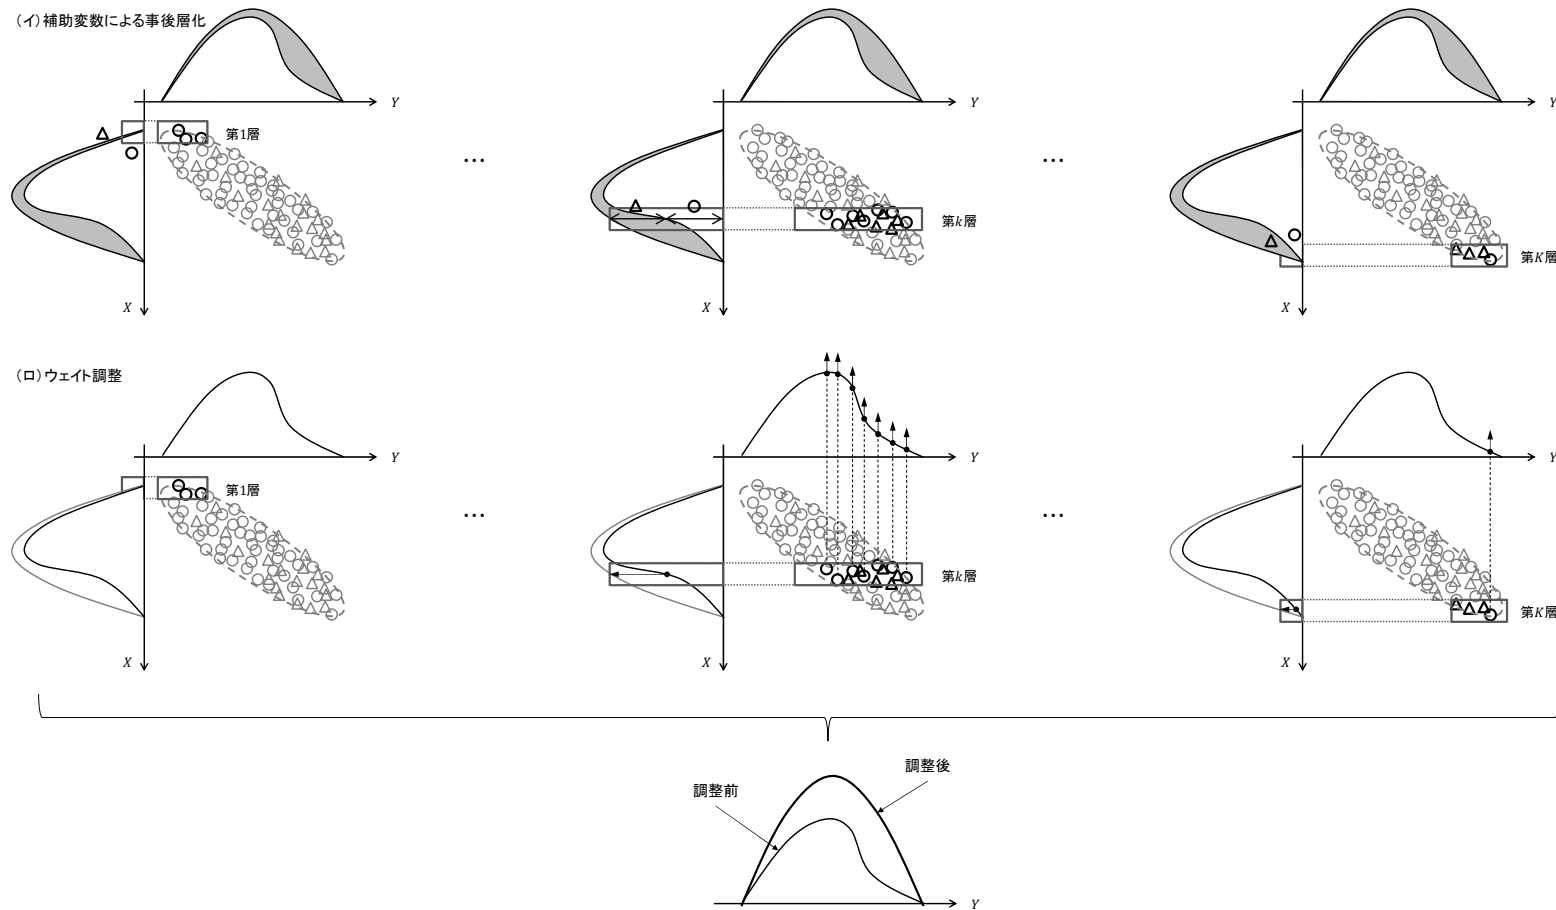 (イ)補助変数による事後層化
Y
Y
Y
第1層
…
第k層
…
第K層
X
X
X
(ロ)ウェイト調整
Y
Y
Y
第1層
…
第k層
…
第K層
X
X
X
調整後
調整前
Y